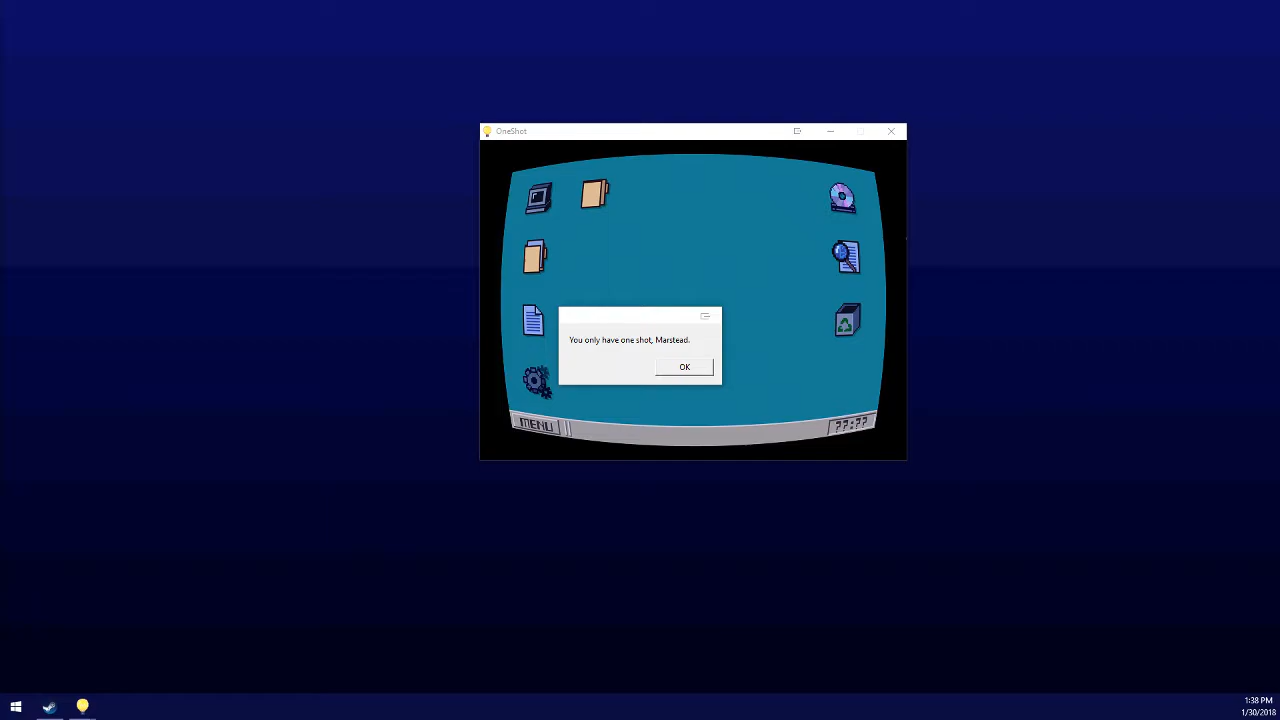 OneShot
You only have one shot, Marstead.
OK
MENU
??:??
1:38 PM
1/30/2018